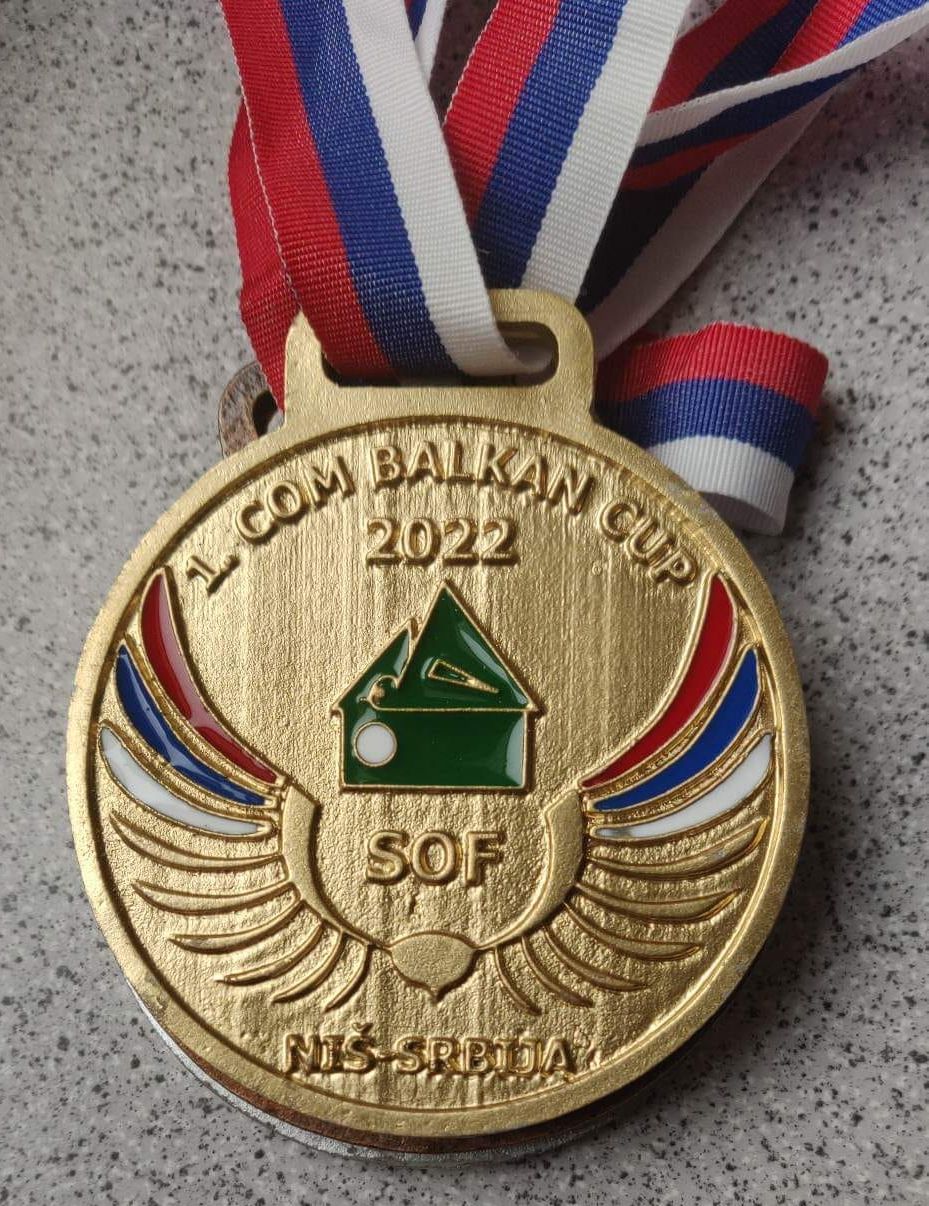 1. COM BALKAN CUP
2022
SOF
NIŠ-SRBIJA